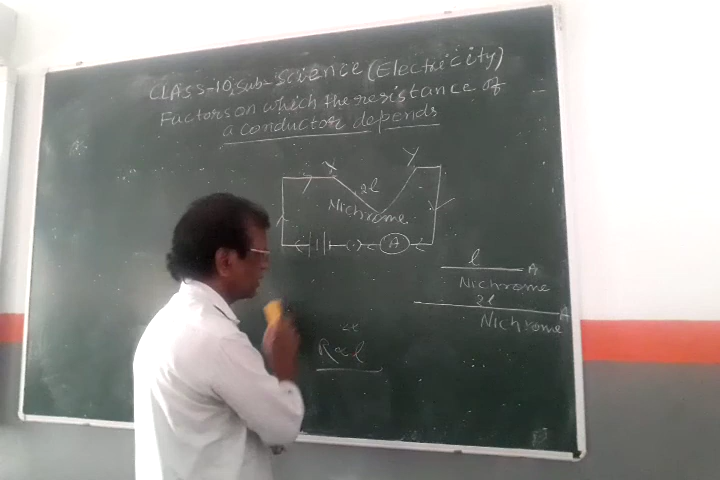 CLASS-10, Sub- Science (Electricity)
Factors on which the resistance of
a conductor depends
X Y
2l
Nichrome
A
l A
Nichrome
2l A
Nichrome
R∝l